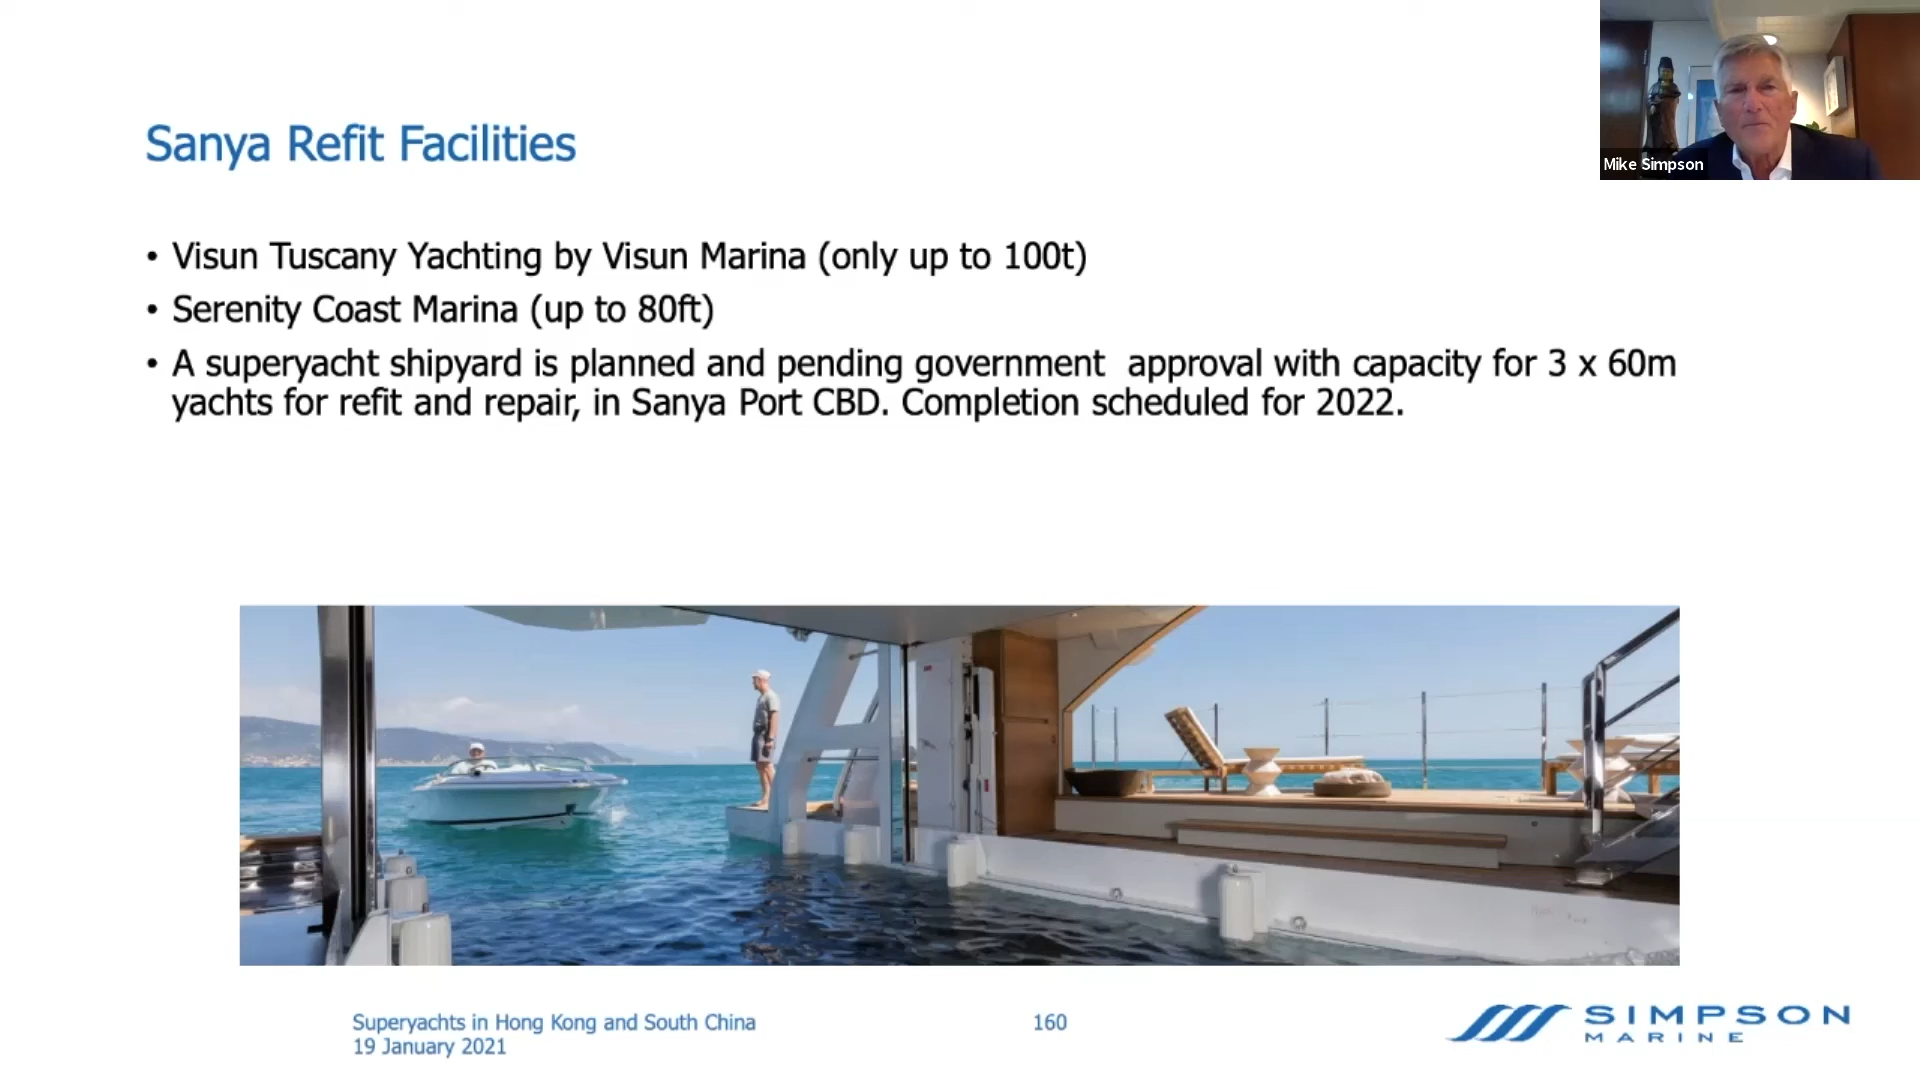 Mike Simpson
Sanya Refit Facilities
• Visun Tuscany Yachting by Visun Marina (only up to 100t)
• Serenity Coast Marina (up to 80ft)
• A superyacht shipyard is planned and pending government  approval with capacity for 3 x 60m
yachts for refit and repair, in Sanya Port CBD. Completion scheduled for 2022.
Superyachts in Hong Kong and South China
19 January 2021
160
SIMPSON
MARINE